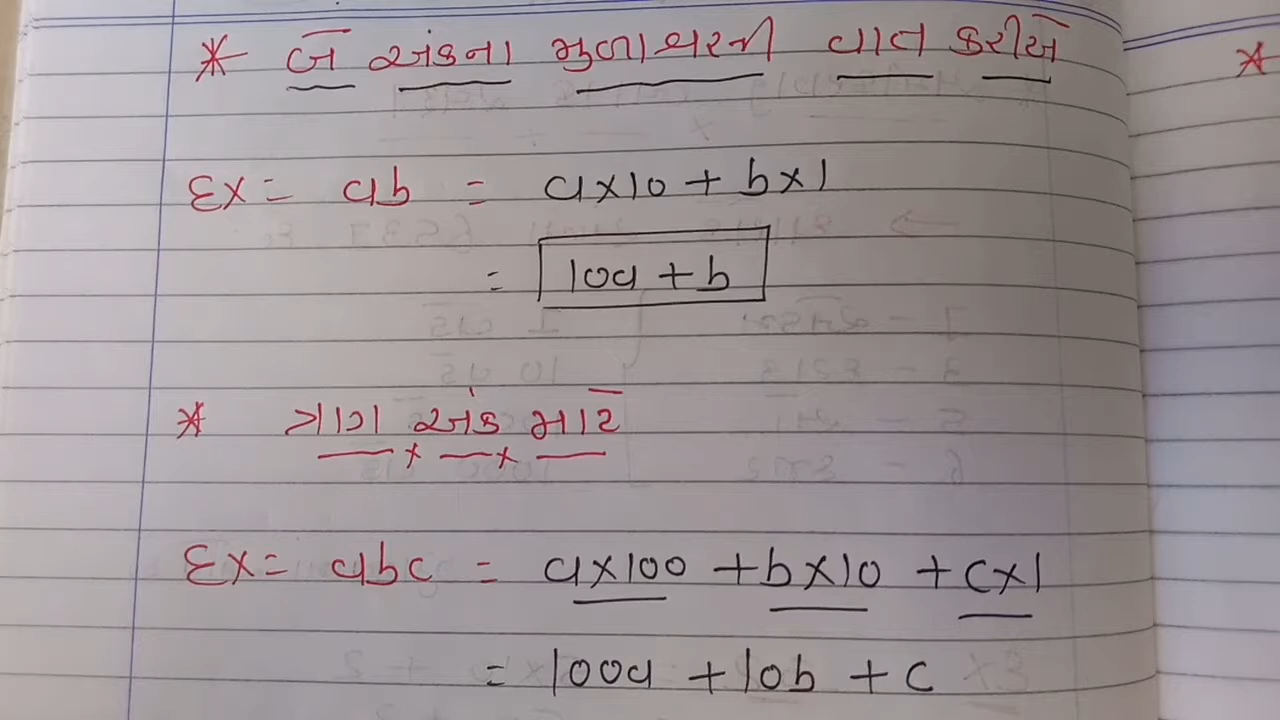 * બે અંકના મુળાક્ષરની વાત કરીએ
Ex = ab = a×10 + b×1
= 10a + b
* ત્રણ અંક માટે
Ex = abc = a×100 + b×10 + c×1
= 100a + 10b + c
*